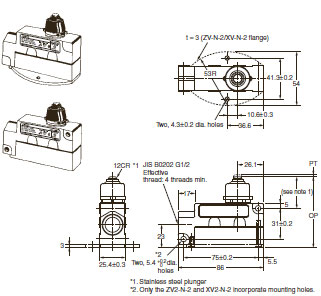 t = 3 (ZV-N-2/XV-N-2 flange)
53R
41.3±0.2
54
10.6±0.3
Two, 4.3±0.2 dia. holes
36.6
12CR *1
JIS B0202 G1/2
Effective
thread: 4 threads min.
26.1
PT
(see note 1)
17
5
OP
31±0.2
23
3
*2
Two, 5.4 +0.2 0 dia.
holes
75±0.2
5.5
25.4±0.3
86
*1. Stainless steel plunger
*2. Only the ZV2-N-2 and XV2-N-2 incorporate mounting holes.